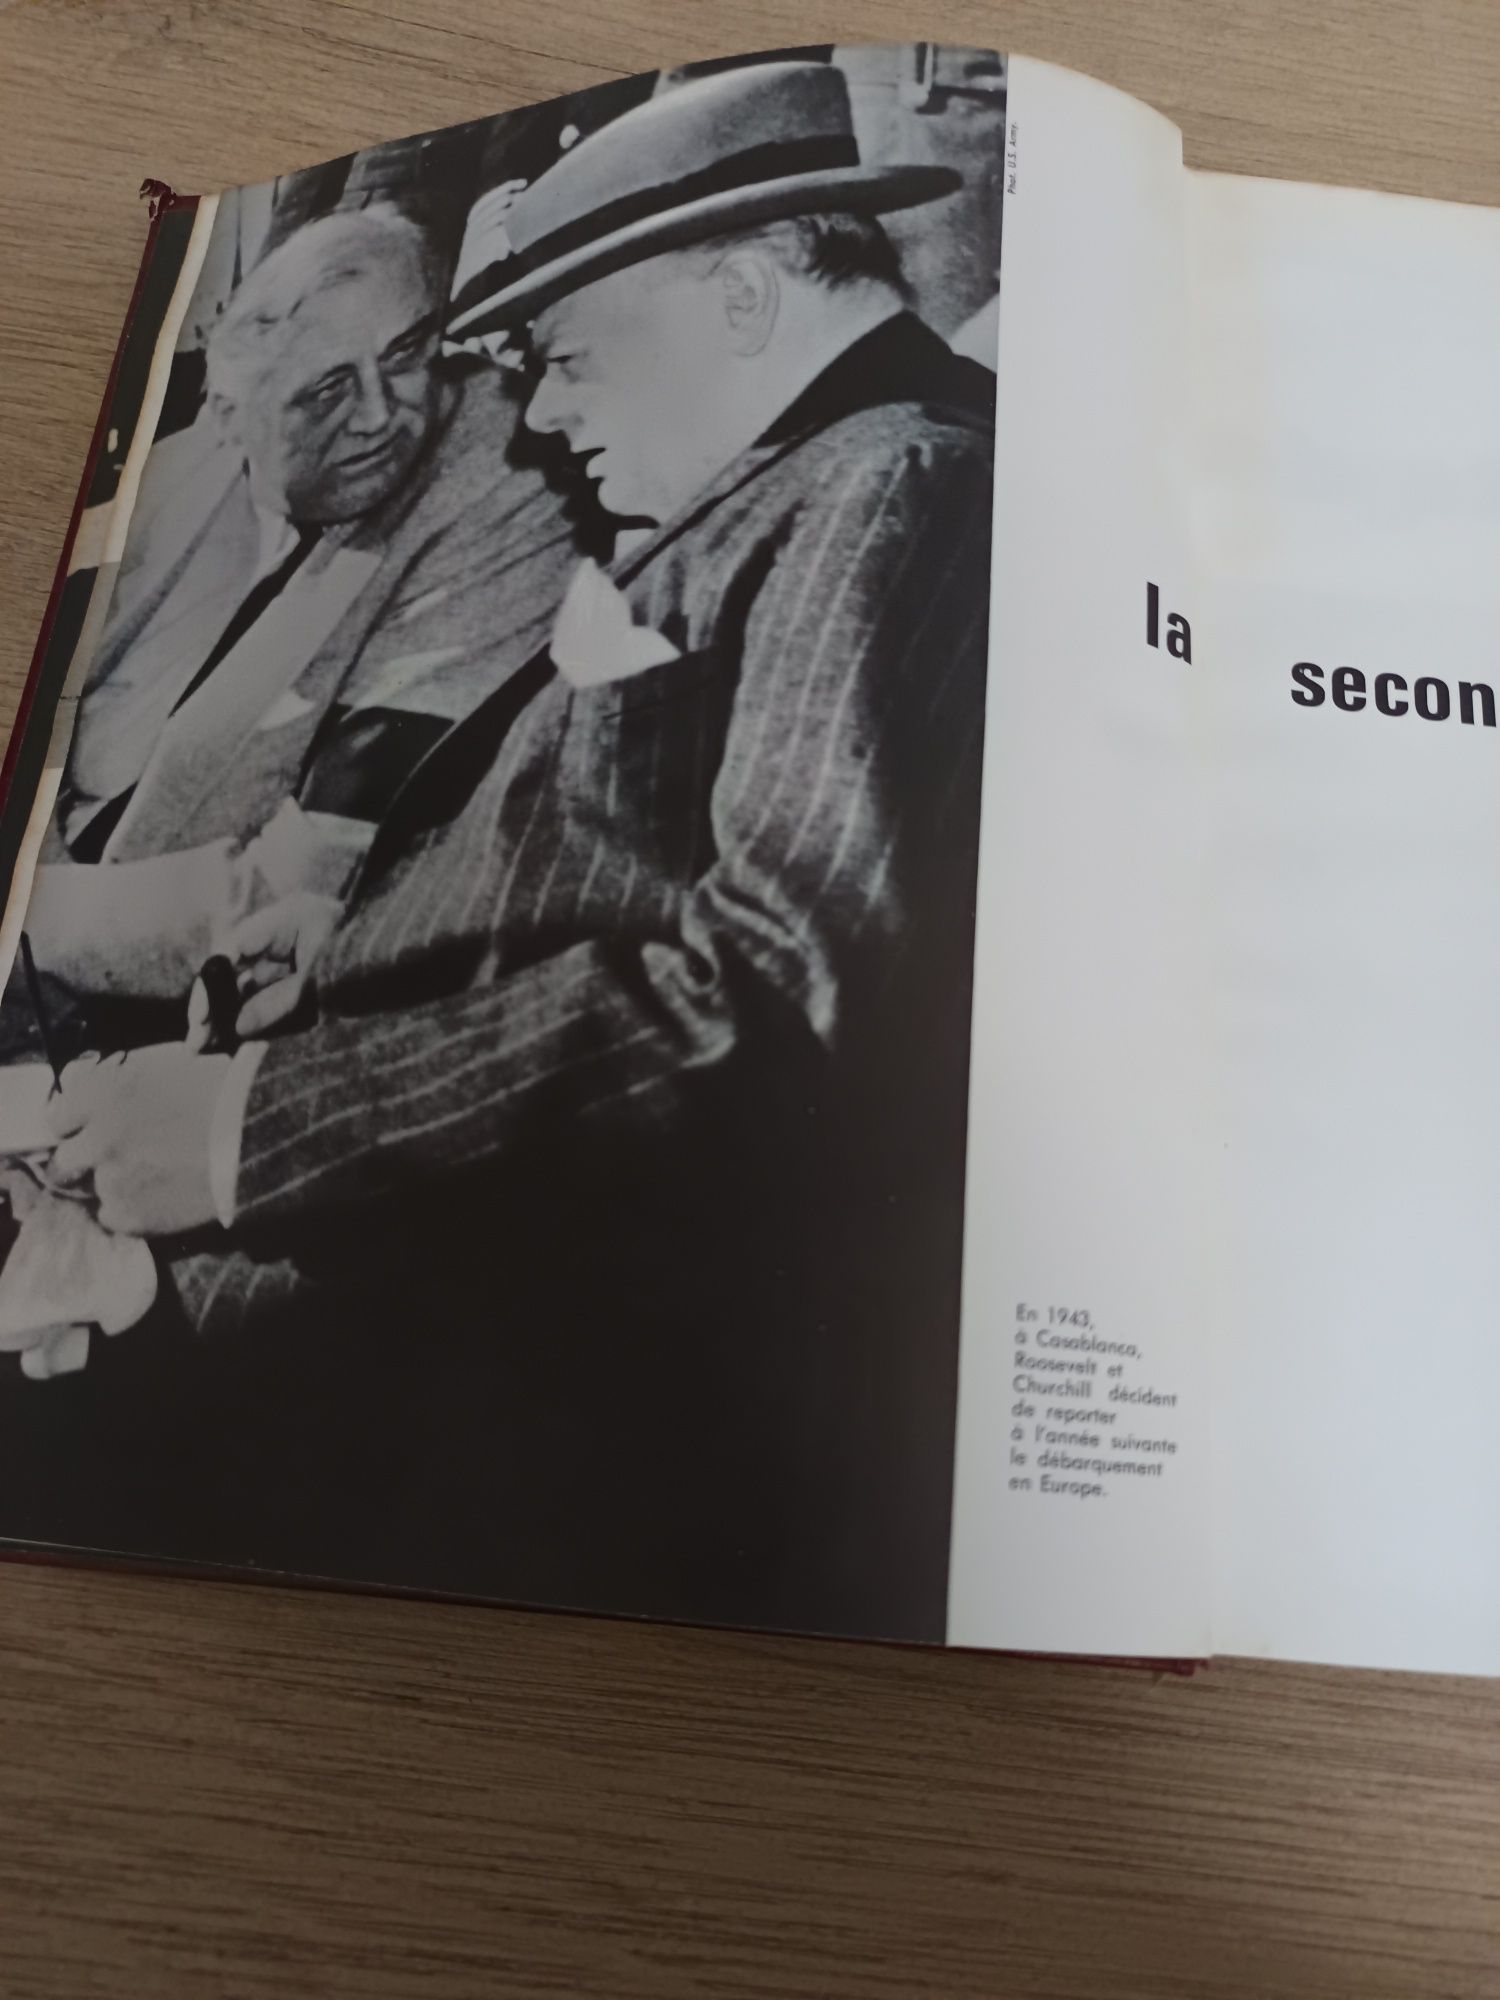 Phot. U.S. Army.
la
secon
En 1943,
à Casablanca,
Roosevelt et
Churchill décident
de reporter
à l'année suivante
le débarquement
en Europe.